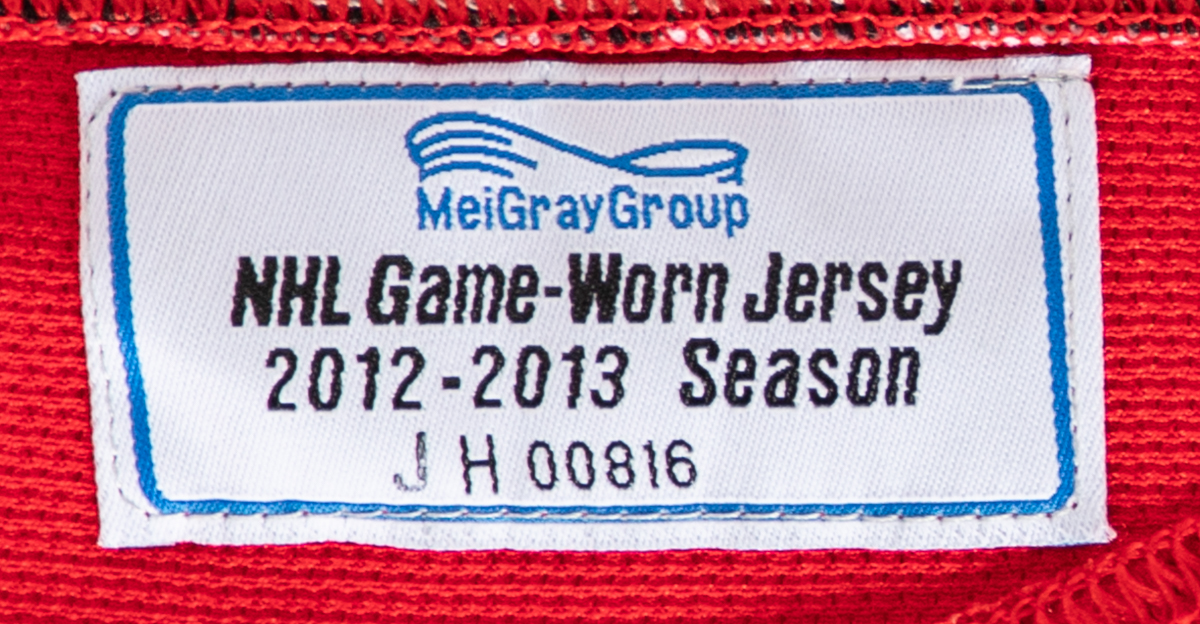 MeiGrayGroup
NHL Game-Worn Jersey
2012-2013 Season
J H 00816